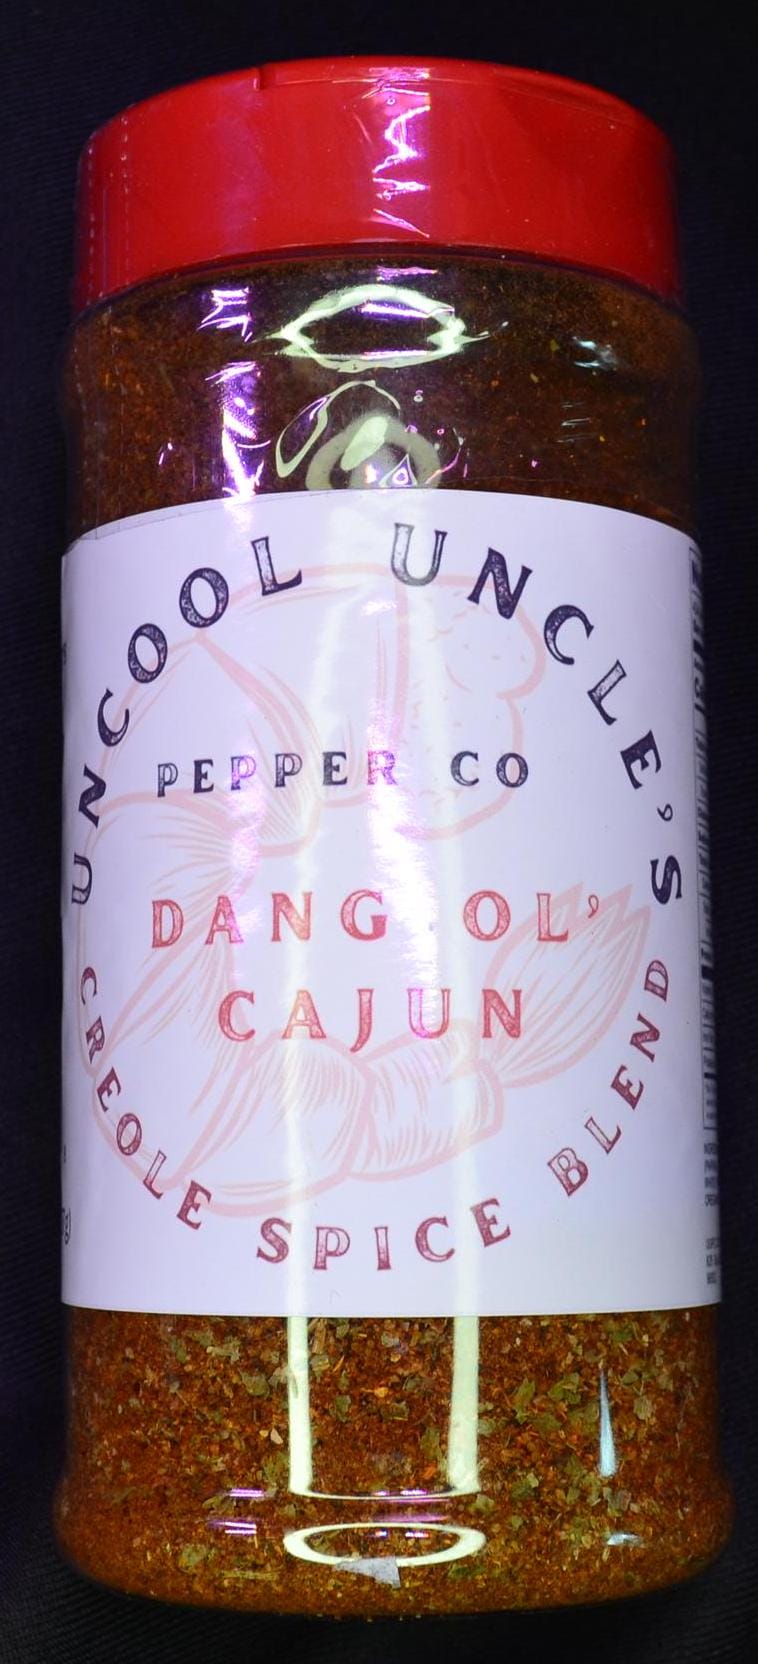 UNCOOL UNCLE'S
PEPPER CO
DANG OL'
CAJUN
CREOLE SPICE BLEND